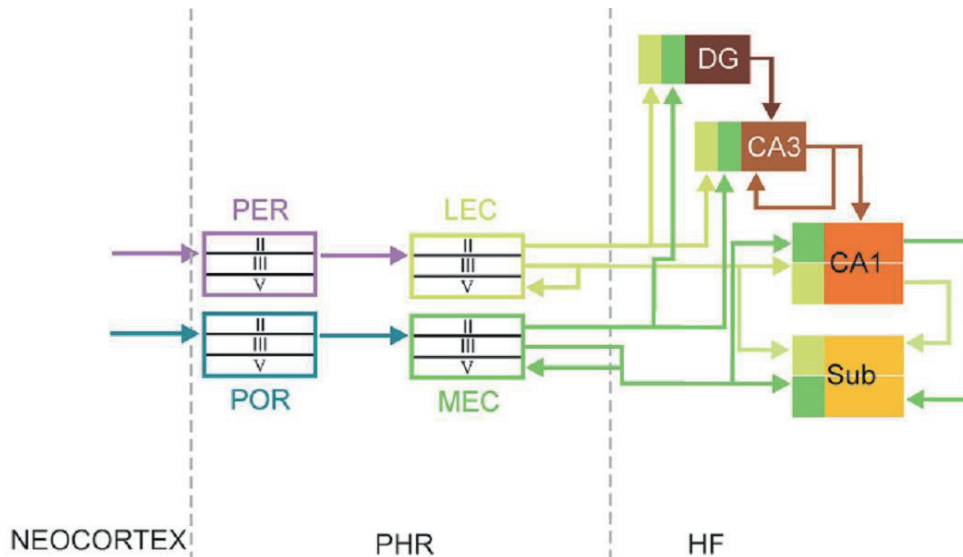 DG
CA3
PER
LEC
II
III
V
II
III
V
CA1
II
III
V
II
III
V
Sub
POR
MEC
NEOCORTEX
PHR
HF